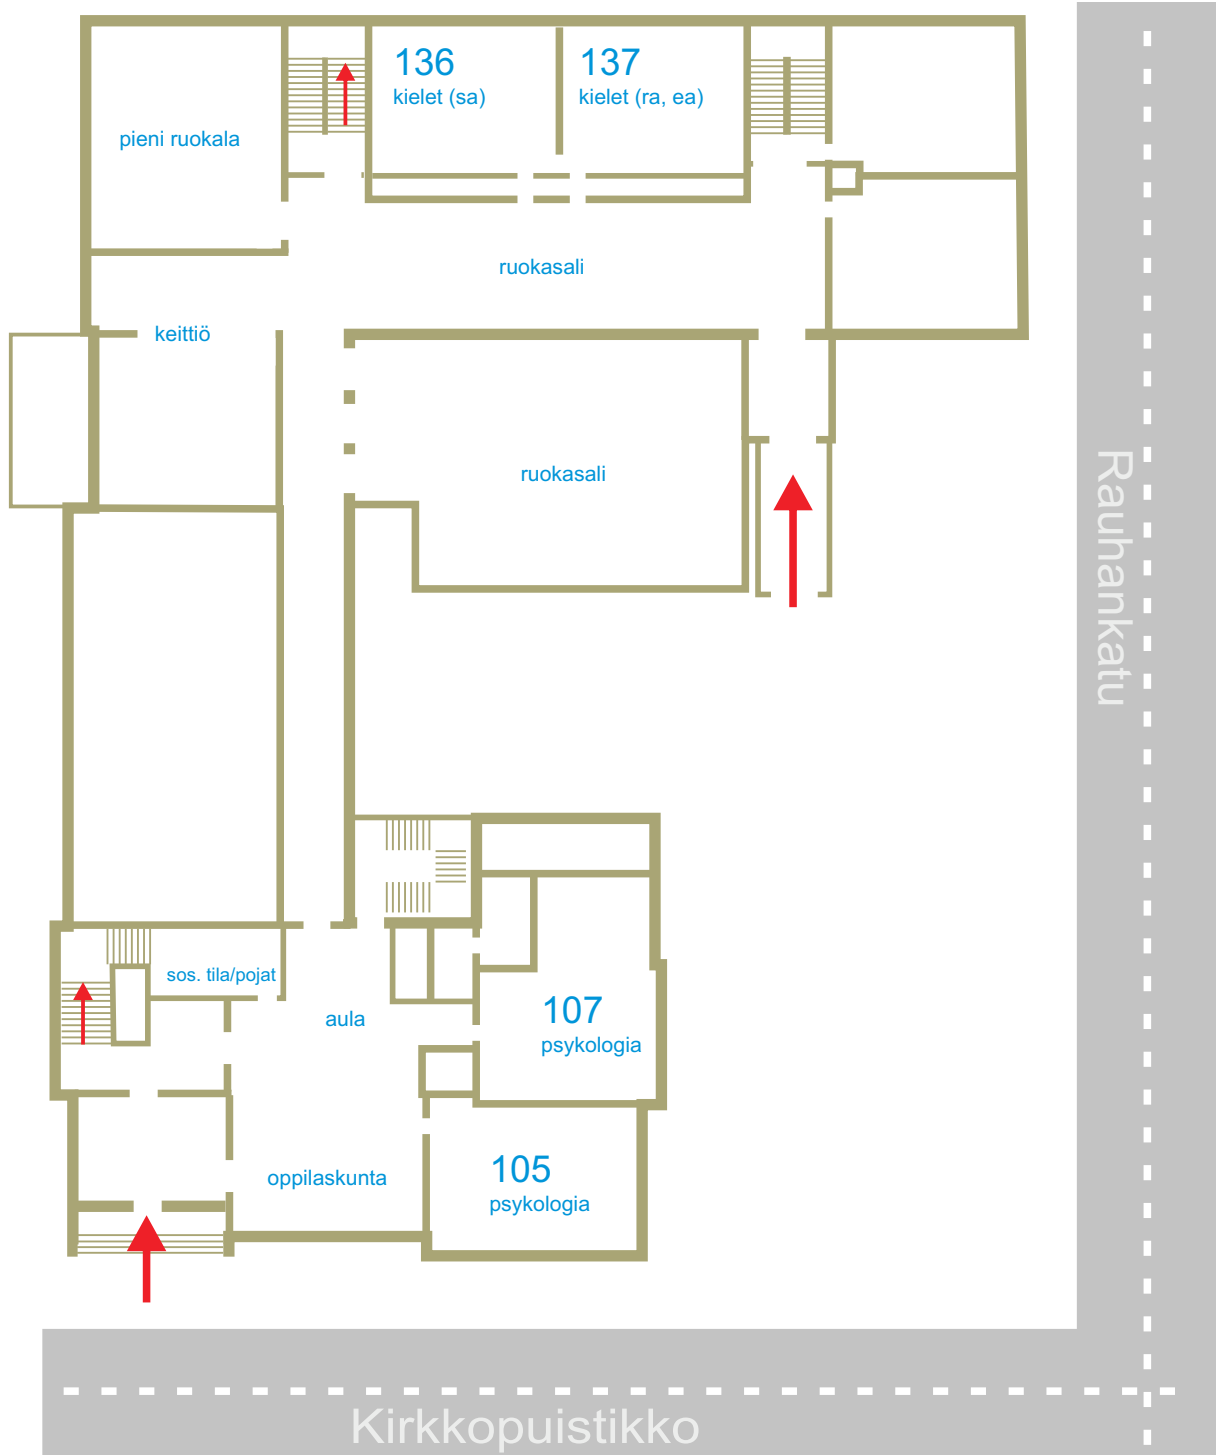 136
kielet (sa)
137
kielet (ra, ea)
pieni ruokala
ruokasali
keittiö
ruokasali
Rauhankatu
sos. tila/pojat
aula
107
psykologia
105
psykologia
oppilaskunta
Kirkkopuistikko